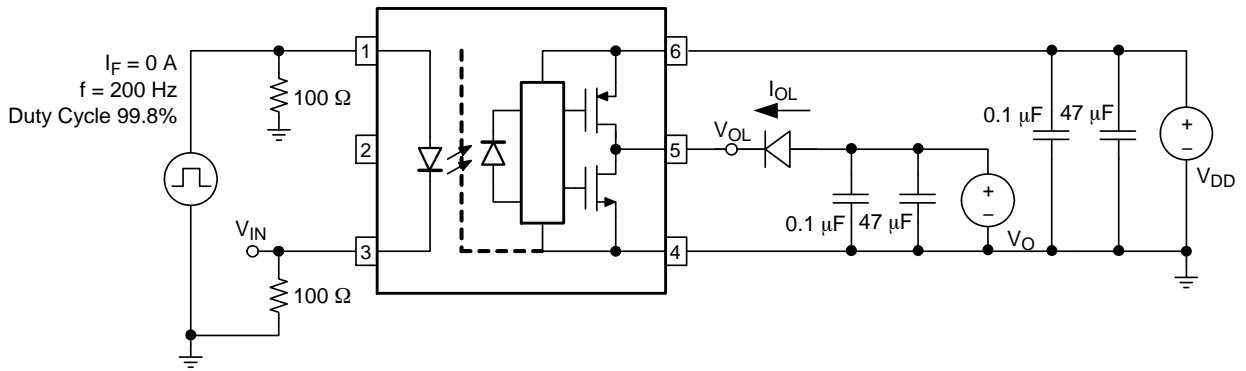 I_F = 0 A
f = 200 Hz
Duty Cycle 99.8%
100 Ω
V_IN
100 Ω
1
2
3
6
5
4
I_OL
V_OL
0.1 μF
47 μF
V_O
0.1 μF
47 μF
V_DD